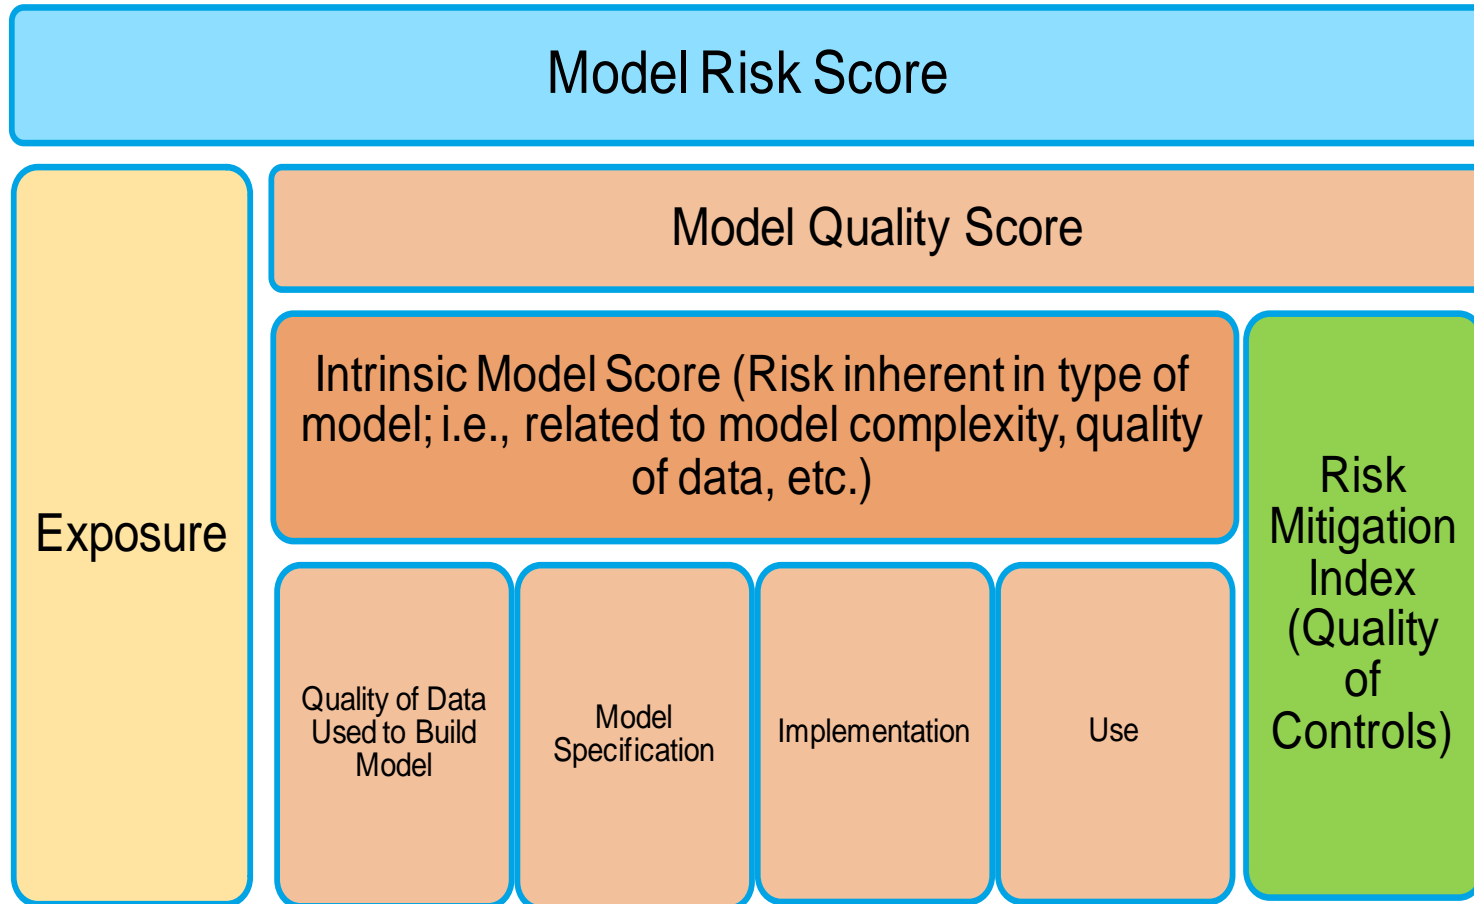 Model Risk Score
Model Quality Score
Exposure
Intrinsic Model Score (Risk inherent in type of
model; i.e., related to model complexity, quality
of data, etc.)
Risk
Mitigation
Index
(Quality
of
Controls)
Quality of Data
Used to Build
Model
Model
Specification
Implementation
Use